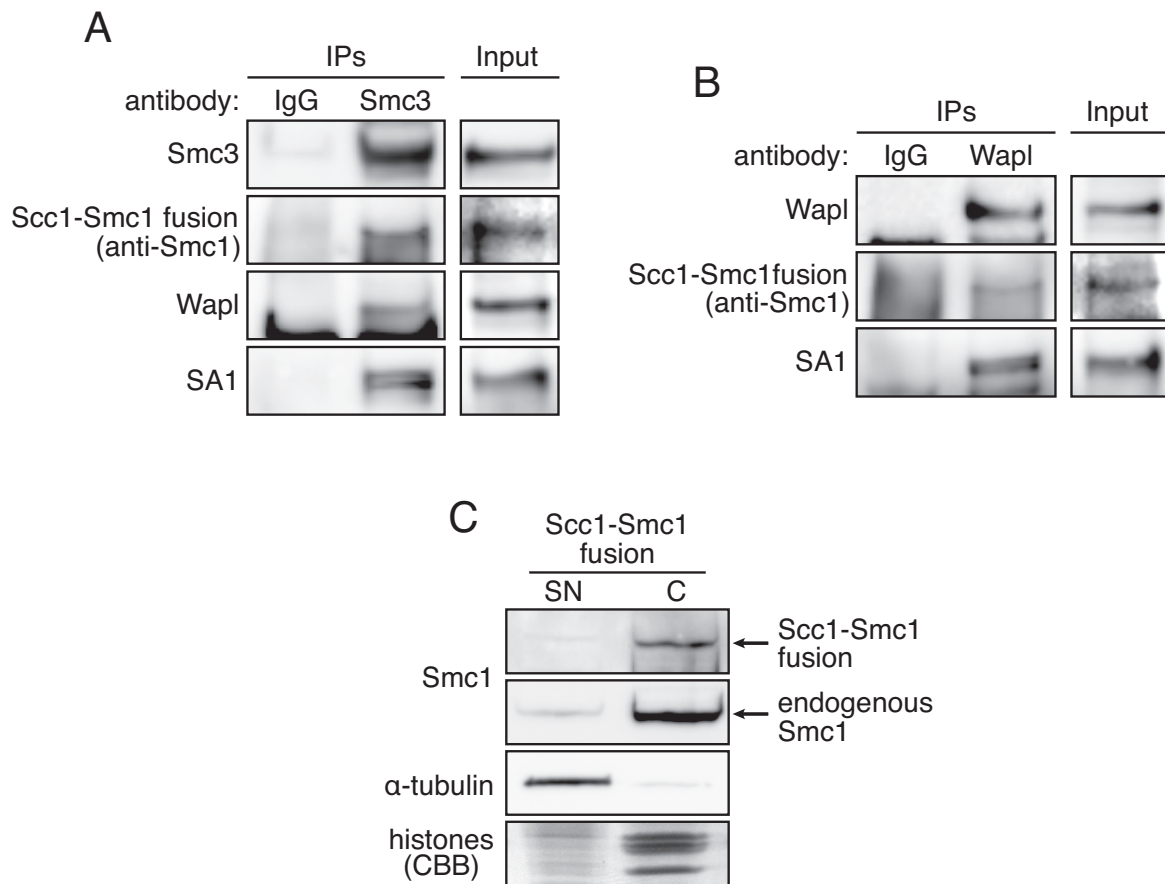 A
IPs Input
antibody: IgG Smc3
Smc3
Scc1-Smc1 fusion
(anti-Smc1)
Wapl
SA1
B
IPs Input
antibody: IgG Wapl
Wapl
Scc1-Smc1fusion
(anti-Smc1)
SA1
C
Scc1-Smc1
fusion
SN C
Smc1
Scc1-Smc1
fusion
endogenous
Smc1
α-tubulin
histones
(CBB)